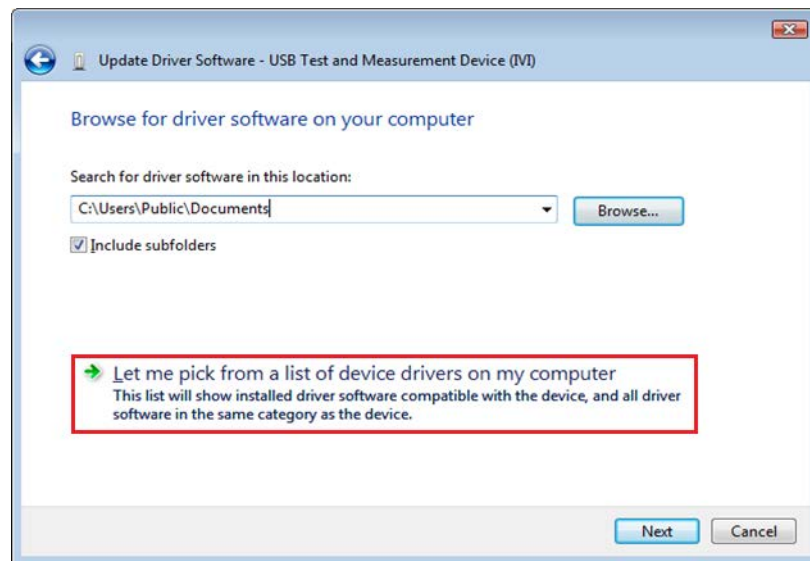 Update Driver Software - USB Test and Measurement Device (IVI)
Browse for driver software on your computer
Search for driver software in this location:
C:\Users\Public\Documents
Browse...
Include subfolders
Let me pick from a list of device drivers on my computer
This list will show installed driver software compatible with the device, and all driver
software in the same category as the device.
Next Cancel